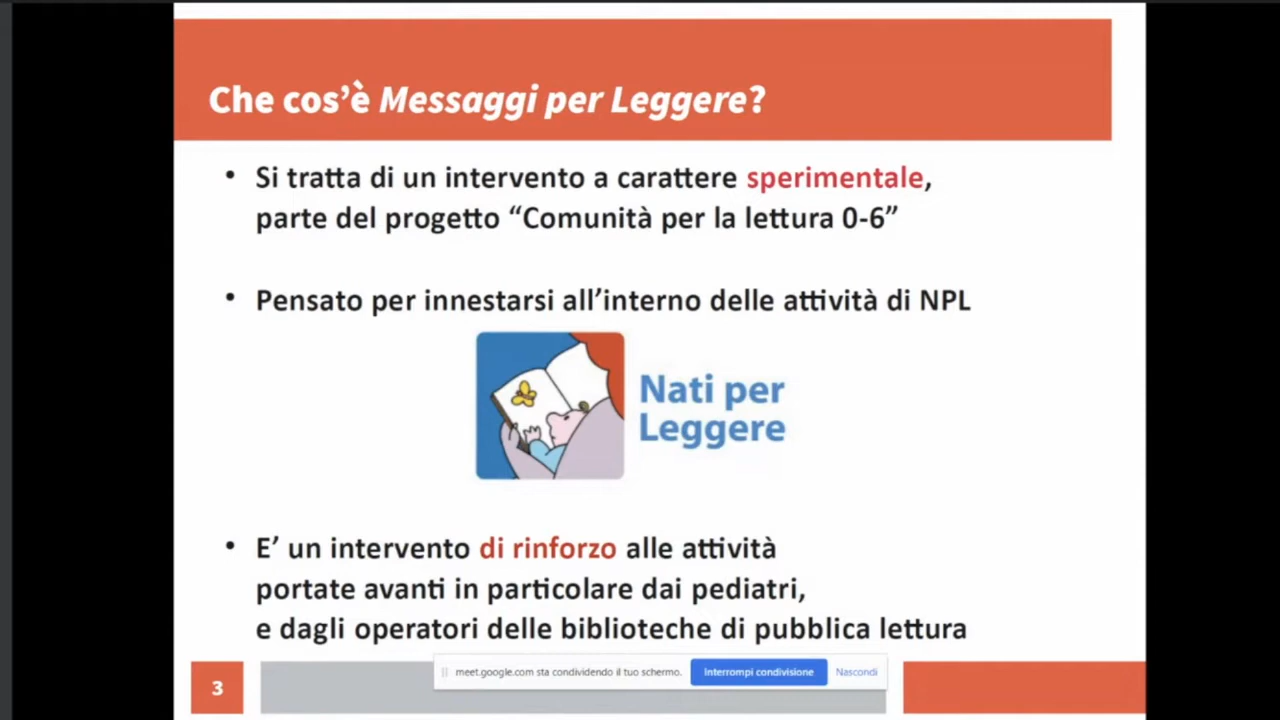 Che cos'è Messaggi per Leggere?
• Si tratta di un intervento a carattere sperimentale,
parte del progetto “Comunità per la lettura 0-6”
• Pensato per innestarsi all’interno delle attività di NPL
Nati per
Leggere
• E’ un intervento di rinforzo alle attività
portate avanti in particolare dai pediatri,
e dagli operatori delle biblioteche di pubblica lettura
meet.google.com sta condividendo il tuo schermo. Interrompi condivisione Nascondi
3